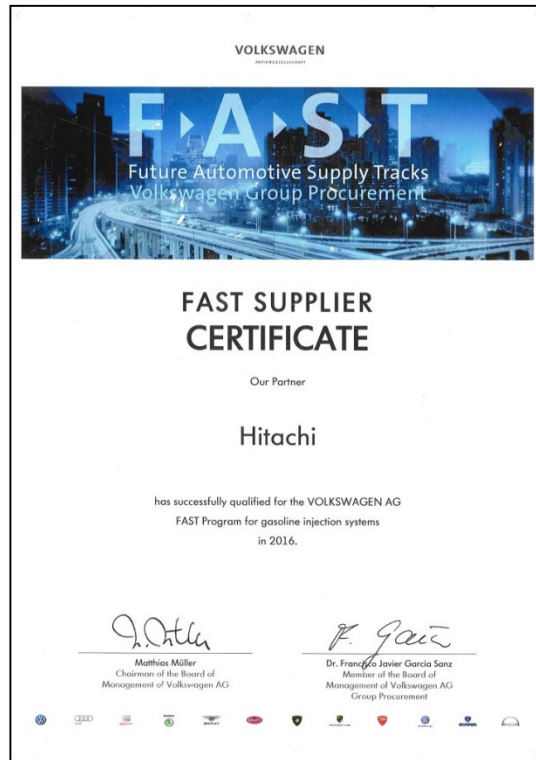 VOLKSWAGEN
AKTIENGESELLSCHAFT
F▸A▸S▸T
Future Automotive Supply Tracks
Volkswagen Group Procurement
FAST SUPPLIER
CERTIFICATE
Our Partner
Hitachi
has successfully qualified for the VOLKSWAGEN AG
FAST Program for gasoline injection systems
in 2016.
Matthias Müller
Chairman of the Board of
Management of Volkswagen AG
Dr. Francisco Javier Garcia Sanz
Member of the Board of
Management of Volkswagen AG
Group Procurement